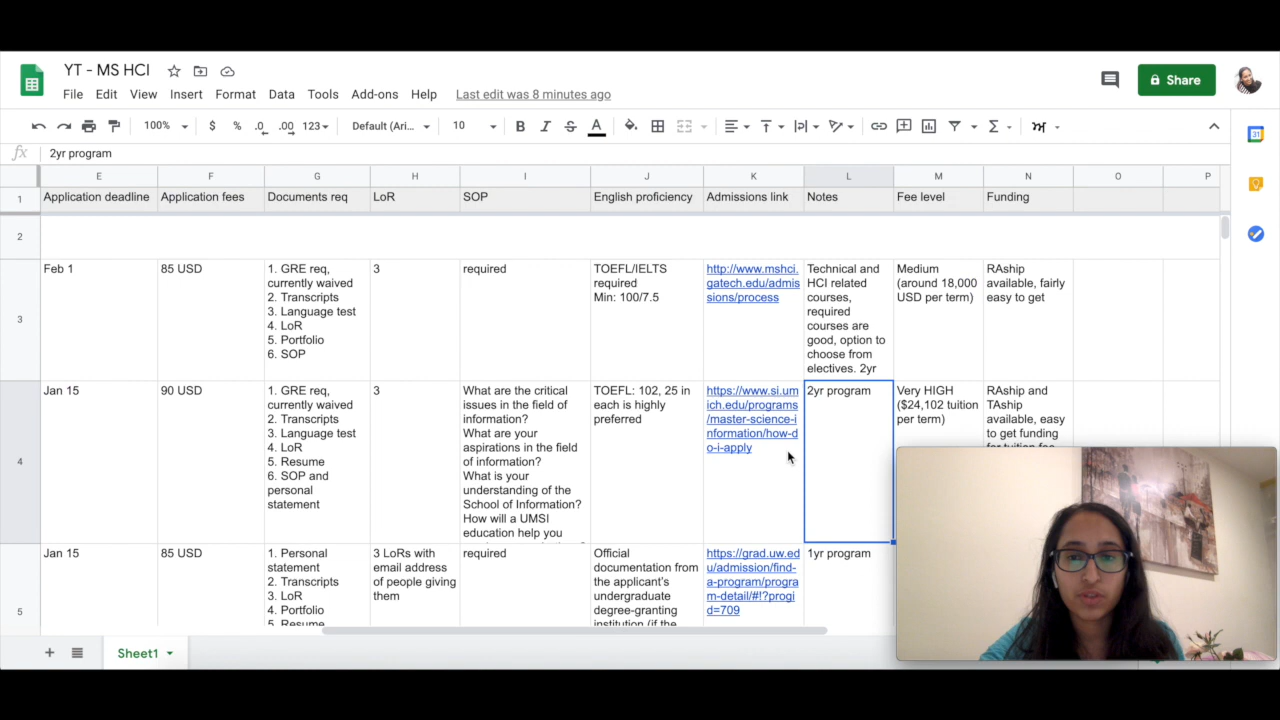 YT - MS HCI
Share
File Edit View Insert Format Data Tools Add-ons Help Last edit was 8 minutes ago
100% $ % .0 .00 123 Default (Ari... 10 B I S A
31
fx 2yr program
E F G H I J K L M N O P
1 Application deadline Application fees Documents req LoR SOP English proficiency Admissions link Notes Fee level Funding
2
3
Feb 1
85 USD
1. GRE req,
currently waived
2. Transcripts
3. Language test
4. LoR
5. Portfolio
6. SOP
3
required
TOEFL/IELTS
required
Min: 100/7.5
http://www.mshci.
gatech.edu/admis
sions/process
Technical and
HCI related
courses,
required
courses are
good, option to
choose from
electives. 2yr
Medium
(around 18,000
USD per term)
RAship
available, fairly
easy to get
4
Jan 15
90 USD
1. GRE req,
currently waived
2. Transcripts
3. Language test
4. LoR
5. Resume
6. SOP and
personal
statement
3
What are the critical
issues in the field of
information?
What are your
aspirations in the field
of information?
What is your
understanding of the
School of Information?
How will a UMSI
education help you
TOEFL: 102, 25 in
each is highly
preferred
https://www.si.um
ich.edu/programs
/master-science-i
nformation/how-d
o-i-apply
2yr program
Very HIGH
($24,102 tuition
per term)
RAship and
TAship
available, easy
to get funding
for tuition fee
5
Jan 15
85 USD
1. Personal
statement
2. Transcripts
3. LoR
4. Portfolio
5. Resume
3 LoRs with
email address
of people giving
them
required
Official
documentation from
the applicant's
undergraduate
degree-granting
institution (if the
https://grad.uw.ed
u/admission/find-
a-program/progra
m-detail/#!?progi
d=709
1yr program
Sheet1